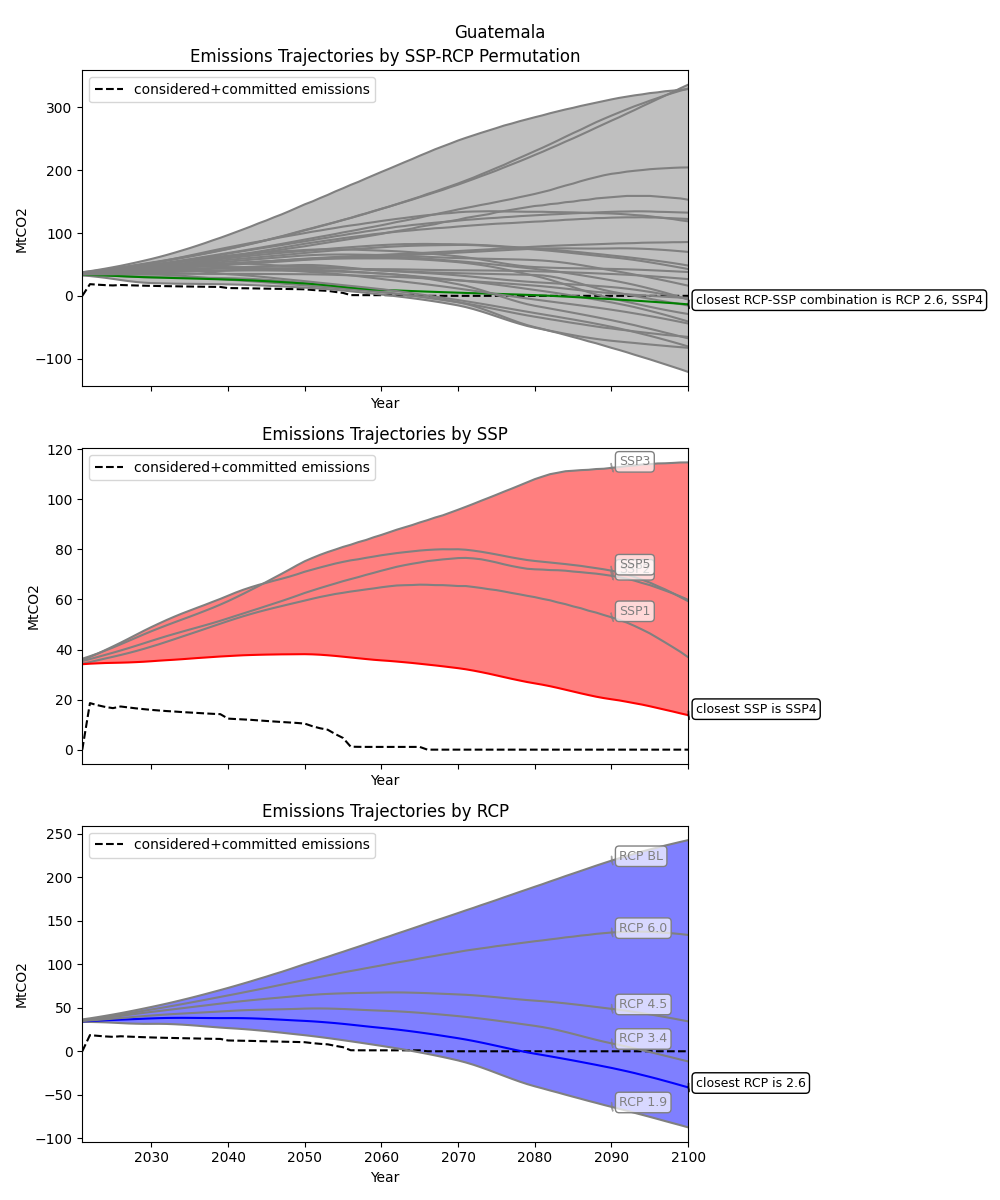 Guatemala
Emissions Trajectories by SSP-RCP Permutation
considered+committed emissions
300
200
100
0
−100
MtCO2
Year
closest RCP-SSP combination is RCP 2.6, SSP4
Emissions Trajectories by SSP
considered+committed emissions
120
100
80
60
40
20
0
MtCO2
SSP3
SSP5
SSP1
closest SSP is SSP4
Year
Emissions Trajectories by RCP
considered+committed emissions
250
200
150
100
50
0
−50
−100
MtCO2
RCP BL
RCP 6.0
RCP 4.5
RCP 3.4
closest RCP is 2.6
RCP 1.9
2030 2040 2050 2060 2070 2080 2090 2100
Year